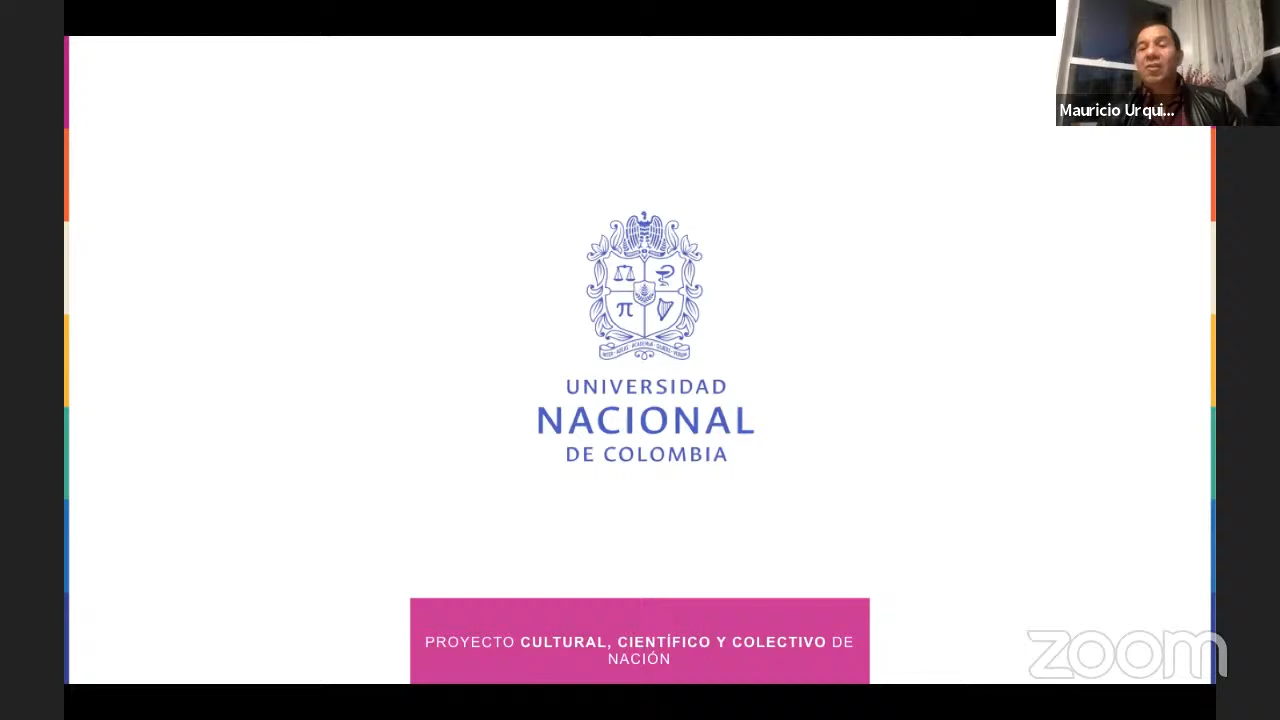 Mauricio Urqui...
π
UNIVERSIDAD
NACIONAL
DE COLOMBIA
PROYECTO CULTURAL, CIENTÍFICO Y COLECTIVO DE
NACIÓN
zoom